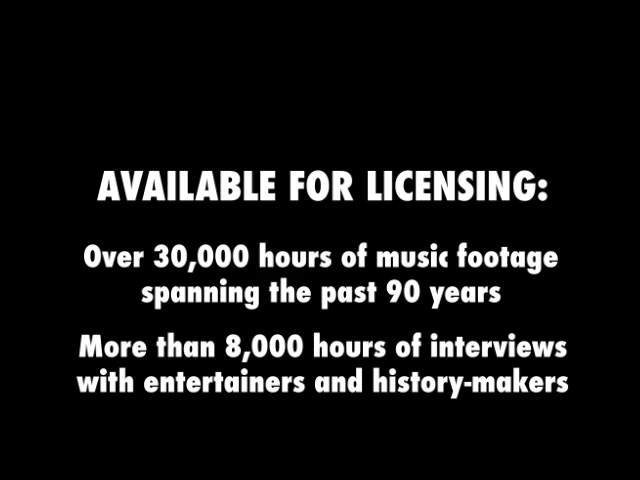 AVAILABLE FOR LICENSING:
Over 30,000 hours of music footage
spanning the past 90 years
More than 8,000 hours of interviews
with entertainers and history-makers